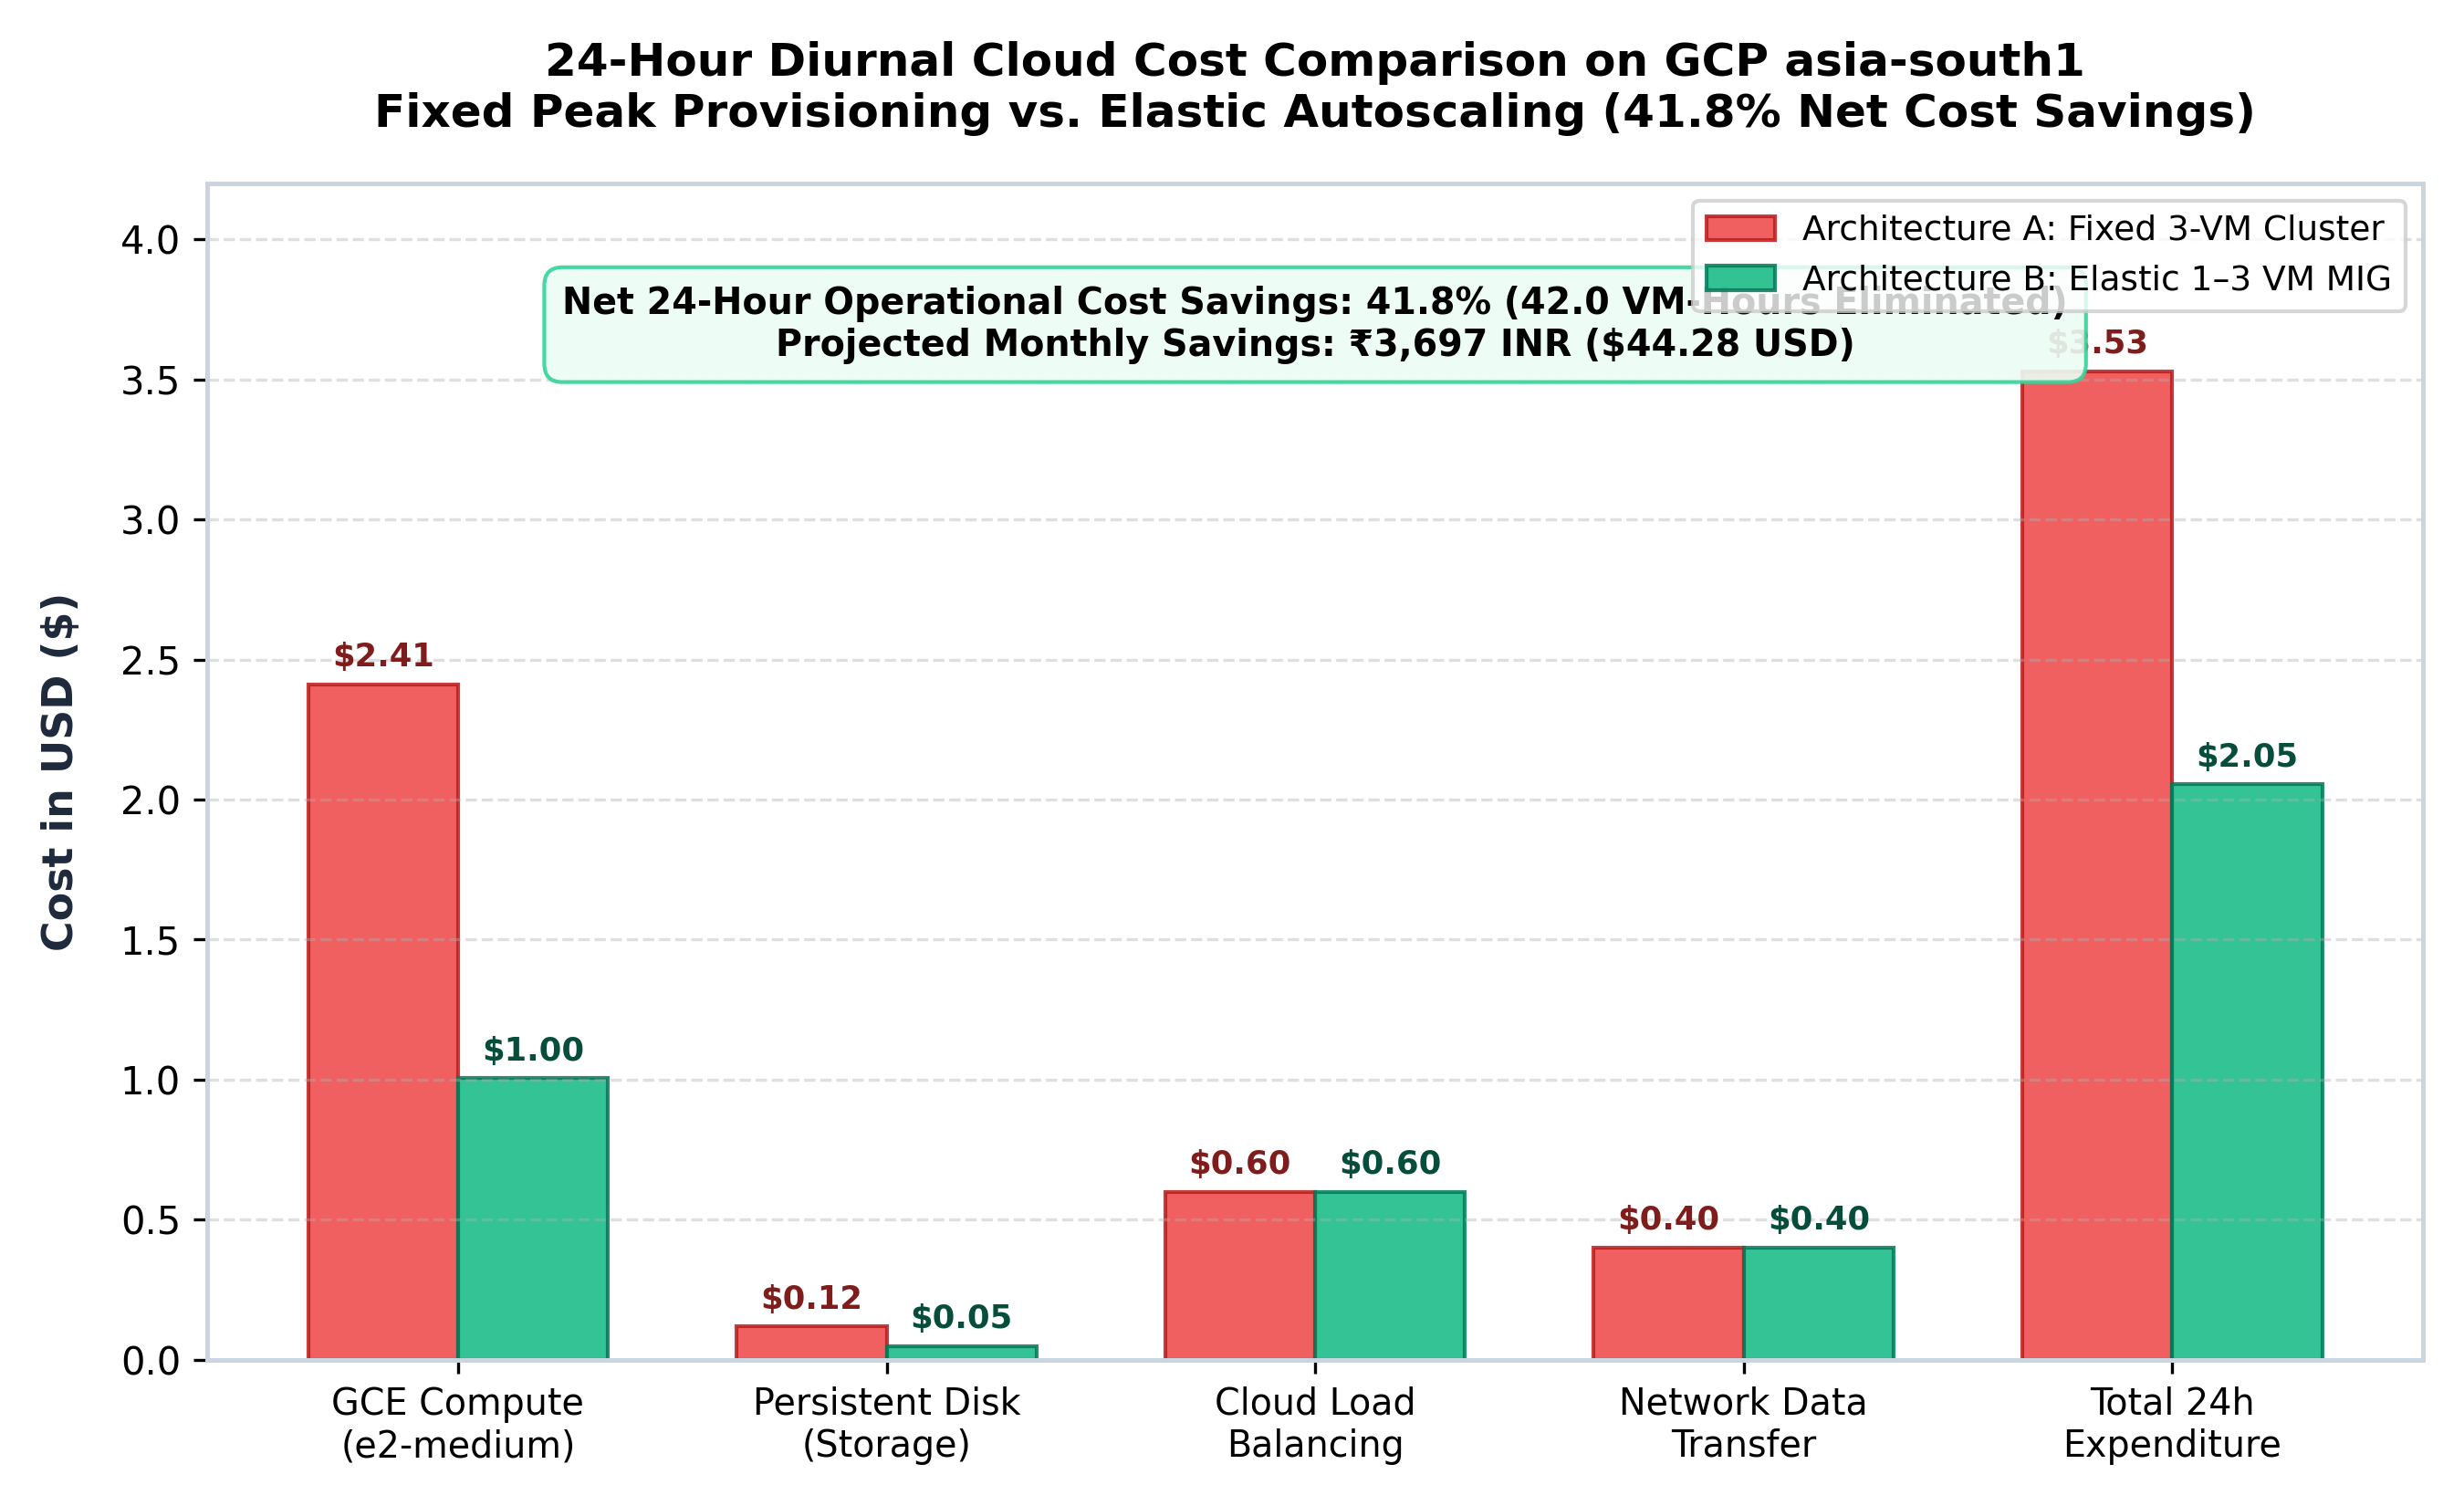 24-Hour Diurnal Cloud Cost Comparison on GCP asia-south1
Fixed Peak Provisioning vs. Elastic Autoscaling (41.8% Net Cost Savings)
Architecture A: Fixed 3-VM Cluster
Architecture B: Elastic 1–3 VM MIG
Net 24-Hour Operational Cost Savings: 41.8% (42.0 VM-Hours Eliminated)
Projected Monthly Savings: ₹3,697 INR ($44.28 USD)
Cost in USD ($)
4.0
3.5
3.0
2.5
2.0
1.5
1.0
0.5
0.0
$2.41
$1.00
$0.12
$0.05
$0.60
$0.60
$0.40
$0.40
$3.53
$2.05
GCE Compute
(e2-medium)
Persistent Disk
(Storage)
Cloud Load
Balancing
Network Data
Transfer
Total 24h
Expenditure